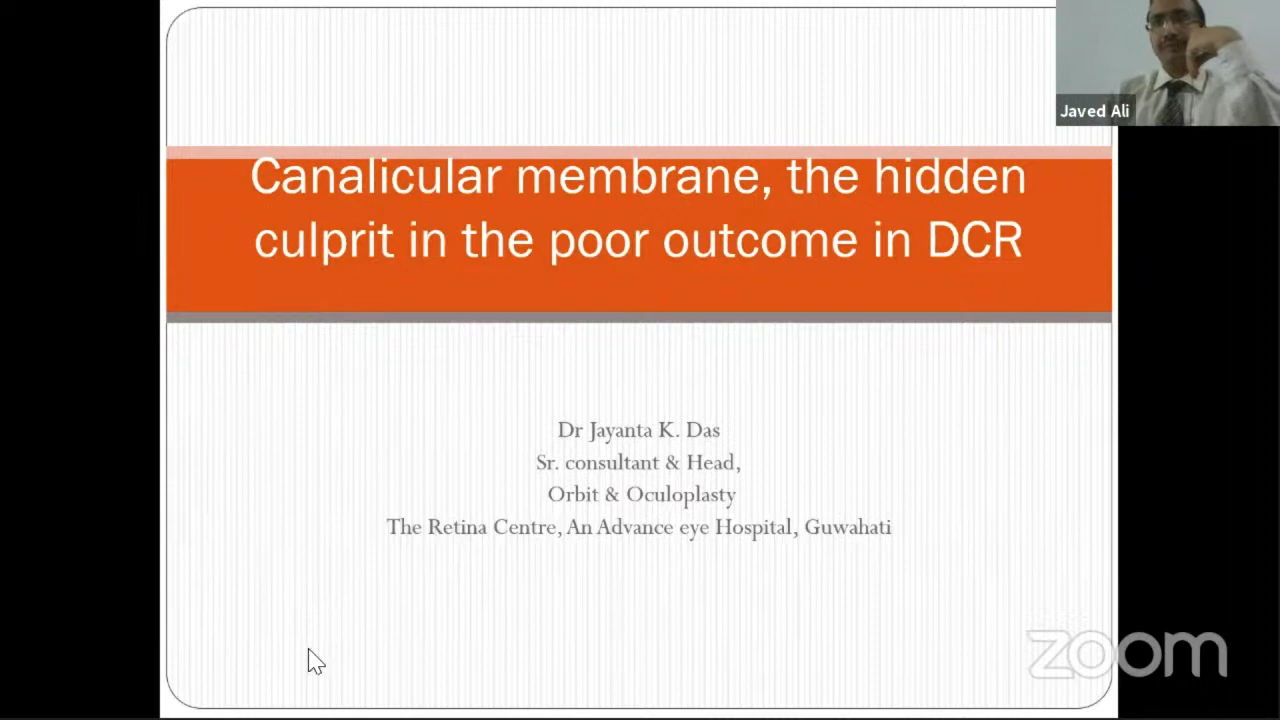 Javed Ali
Canalicular membrane, the hidden
culprit in the poor outcome in DCR
Dr Jayanta K. Das
Sr. consultant & Head,
Orbit & Oculoplasty
The Retina Centre, An Advance eye Hospital, Guwahati
zoom